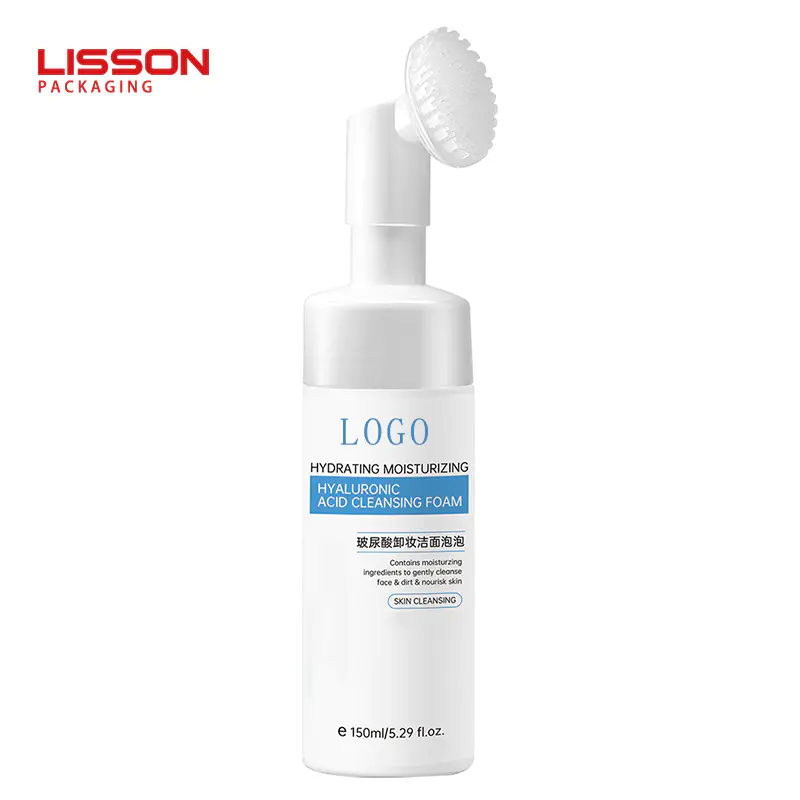 LISSON
PACKAGING
LOGO
HYDRATING MOISTURIZING
HYALURONIC
ACID CLEANSING FOAM
玻尿酸卸妆洁面泡泡
Contains moisturzing
ingredients to gently cleanse
face & dirt & nourisk skin
SKIN CLEANSING
e 150ml/5.29 fl.oz.